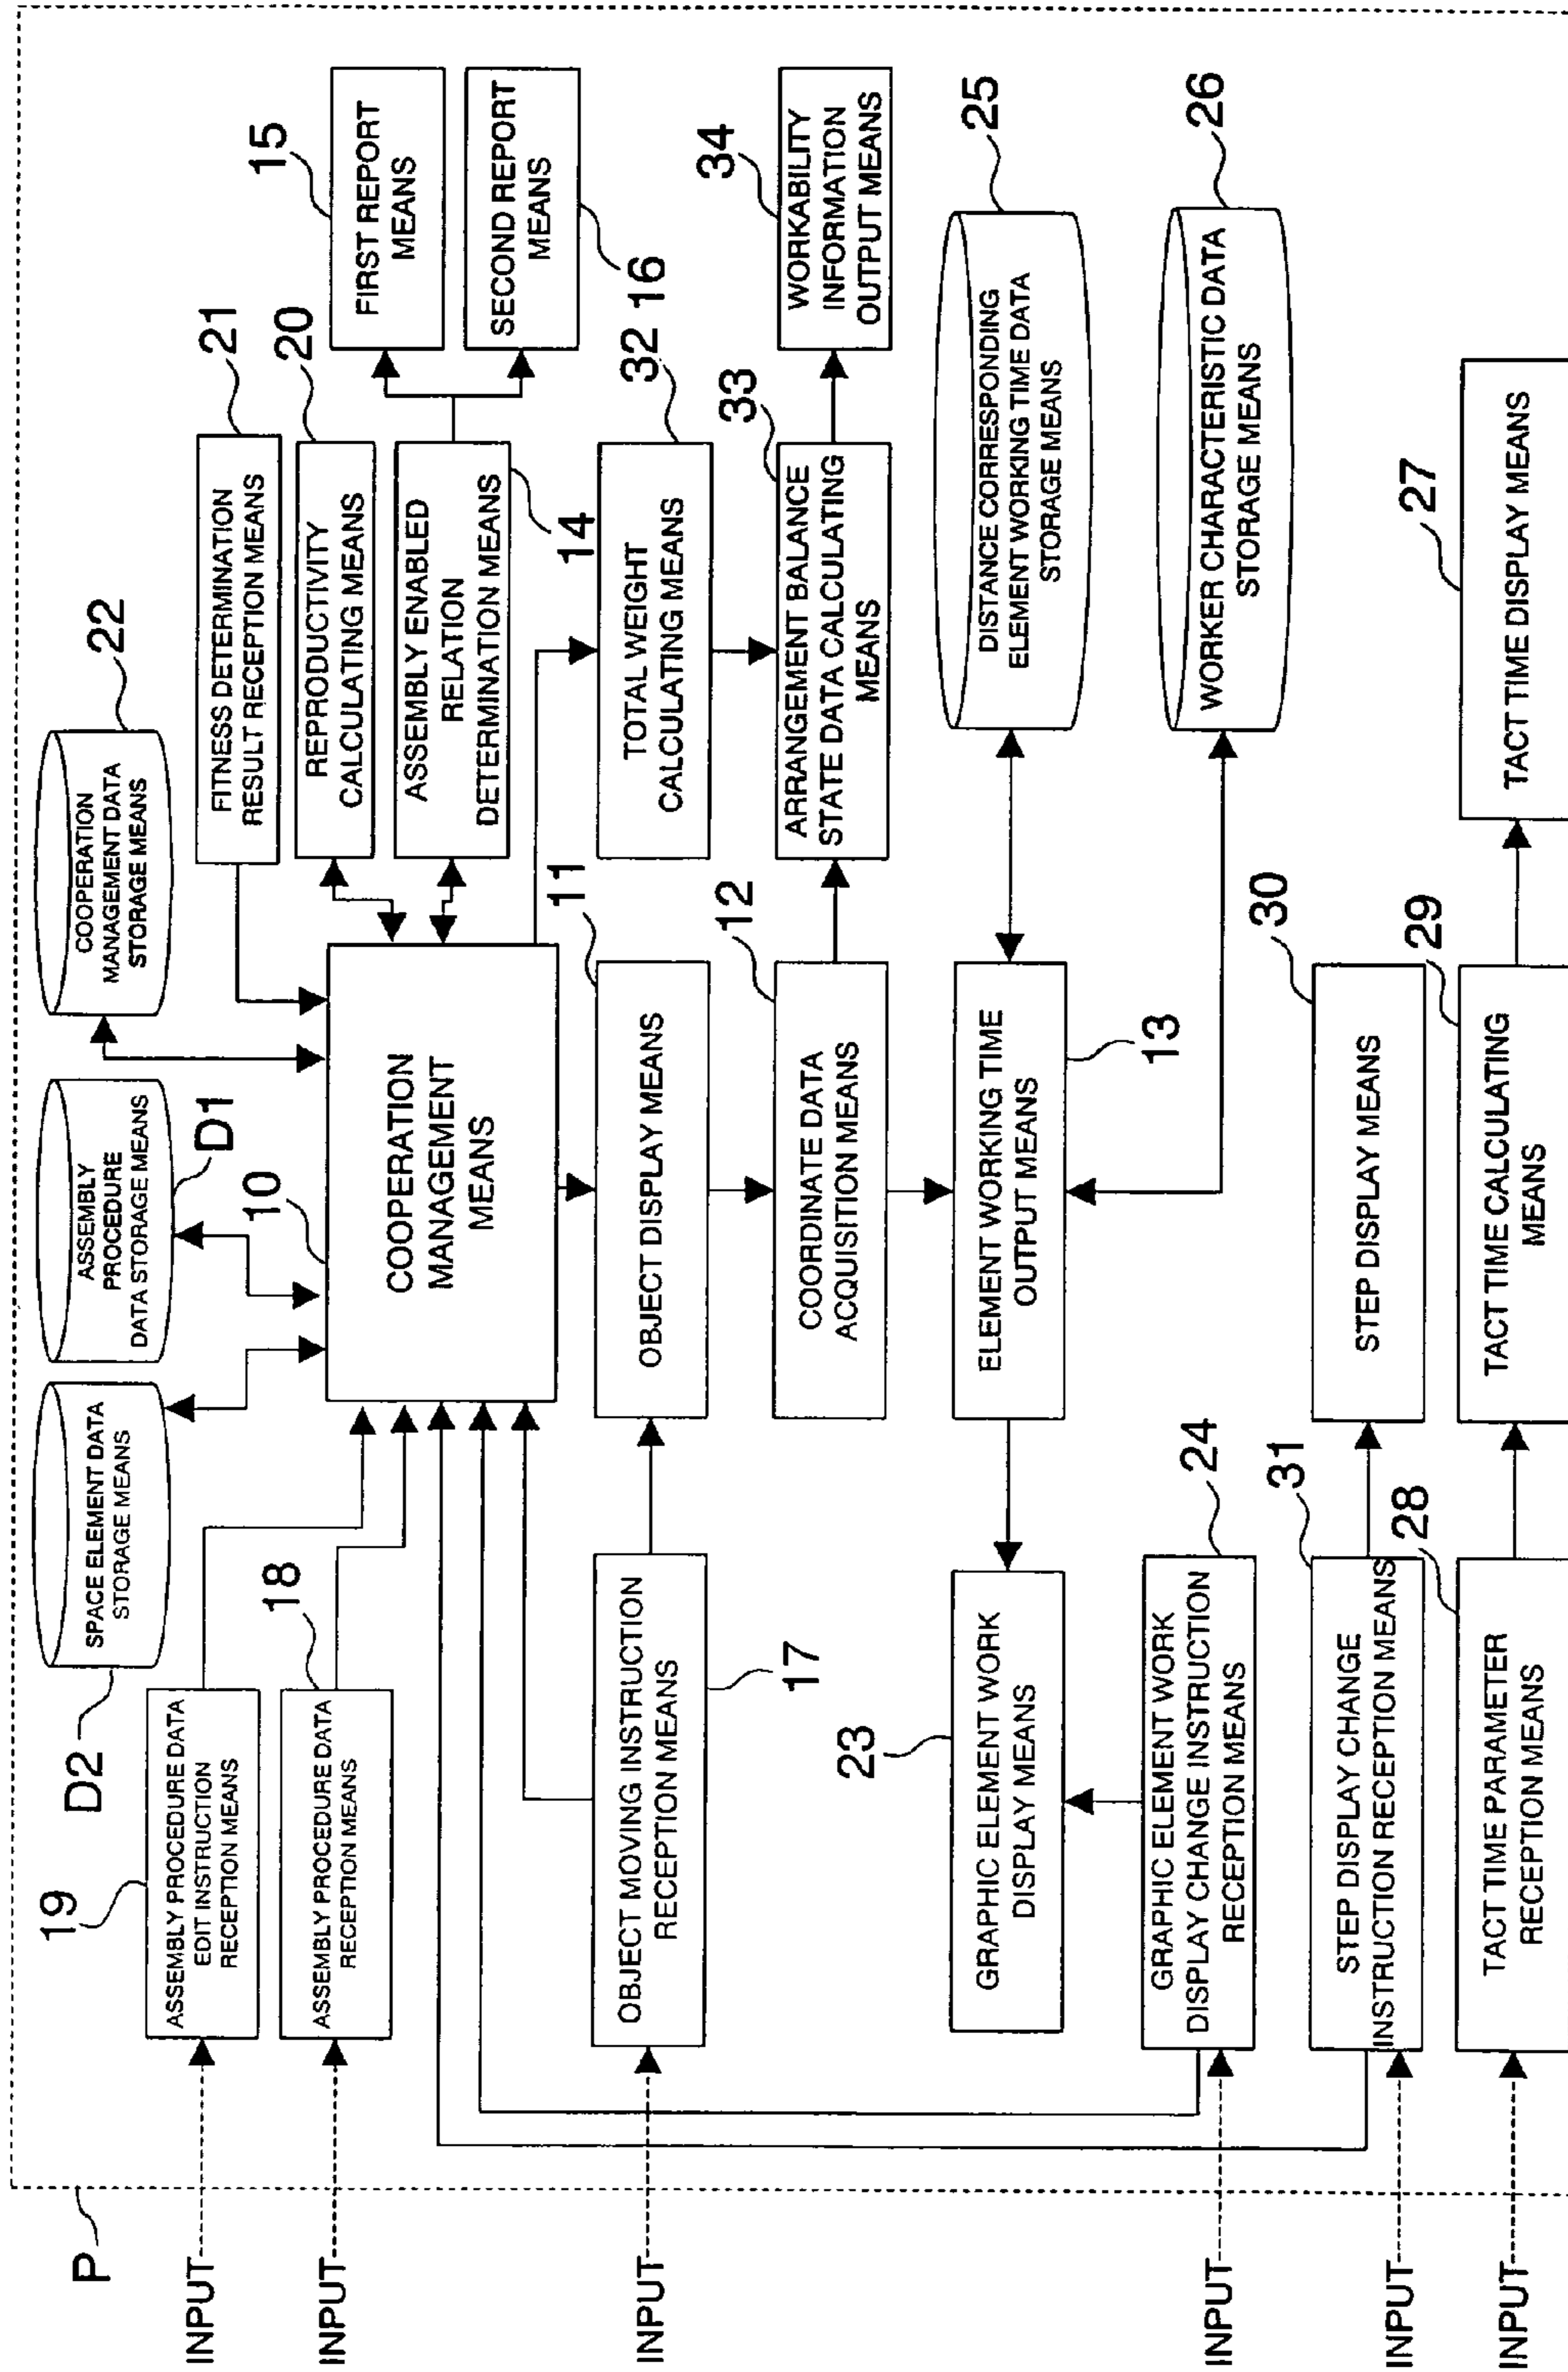 P
INPUT
19
ASSEMBLY PROCEDURE DATA
EDIT INSTRUCTION
RECEPTION MEANS
INPUT
18
ASSEMBLY PROCEDURE DATA
RECEPTION MEANS
D2
SPACE ELEMENT DATA
STORAGE MEANS
ASSEMBLY
PROCEDURE
DATA STORAGE MEANS
D1
COOPERATION
MANAGEMENT DATA
STORAGE MEANS
22
10
COOPERATION
MANAGEMENT
MEANS
FITNESS DETERMINATION
RESULT RECEPTION MEANS
21
REPRODUCTIVITY
CALCULATING MEANS
20
ASSEMBLY ENABLED
RELATION
DETERMINATION MEANS
14
15
FIRST REPORT
MEANS
SECOND REPORT
MEANS
16
INPUT
OBJECT MOVING INSTRUCTION
RECEPTION MEANS
17
OBJECT DISPLAY MEANS
11
TOTAL WEIGHT
CALCULATING MEANS
32
COORDINATE DATA
ACQUISITION MEANS
12
ARRANGEMENT BALANCE
STATE DATA CALCULATING
MEANS
33
WORKABILITY
INFORMATION
OUTPUT MEANS
34
23
GRAPHIC ELEMENT WORK
DISPLAY MEANS
ELEMENT WORKING TIME
OUTPUT MEANS
13
DISTANCE CORRESPONDING
ELEMENT WORKING TIME DATA
STORAGE MEANS
25
INPUT
GRAPHIC ELEMENT WORK
DISPLAY CHANGE INSTRUCTION
RECEPTION MEANS
24
WORKER CHARACTERISTIC DATA
STORAGE MEANS
26
INPUT
STEP DISPLAY CHANGE
INSTRUCTION RECEPTION MEANS
31
STEP DISPLAY MEANS
30
INPUT
TACT TIME PARAMETER
RECEPTION MEANS
28
TACT TIME CALCULATING
MEANS
29
TACT TIME DISPLAY MEANS
27